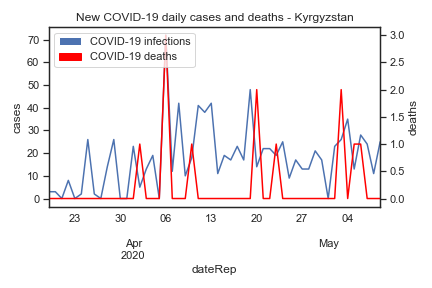 New COVID-19 daily cases and deaths - Kyrgyzstan
COVID-19 infections
COVID-19 deaths
cases
70
60
50
40
30
20
10
0
deaths
3.0
2.5
2.0
1.5
1.0
0.5
0.0
23 30 06 13 20 27 04
Apr May
2020
dateRep